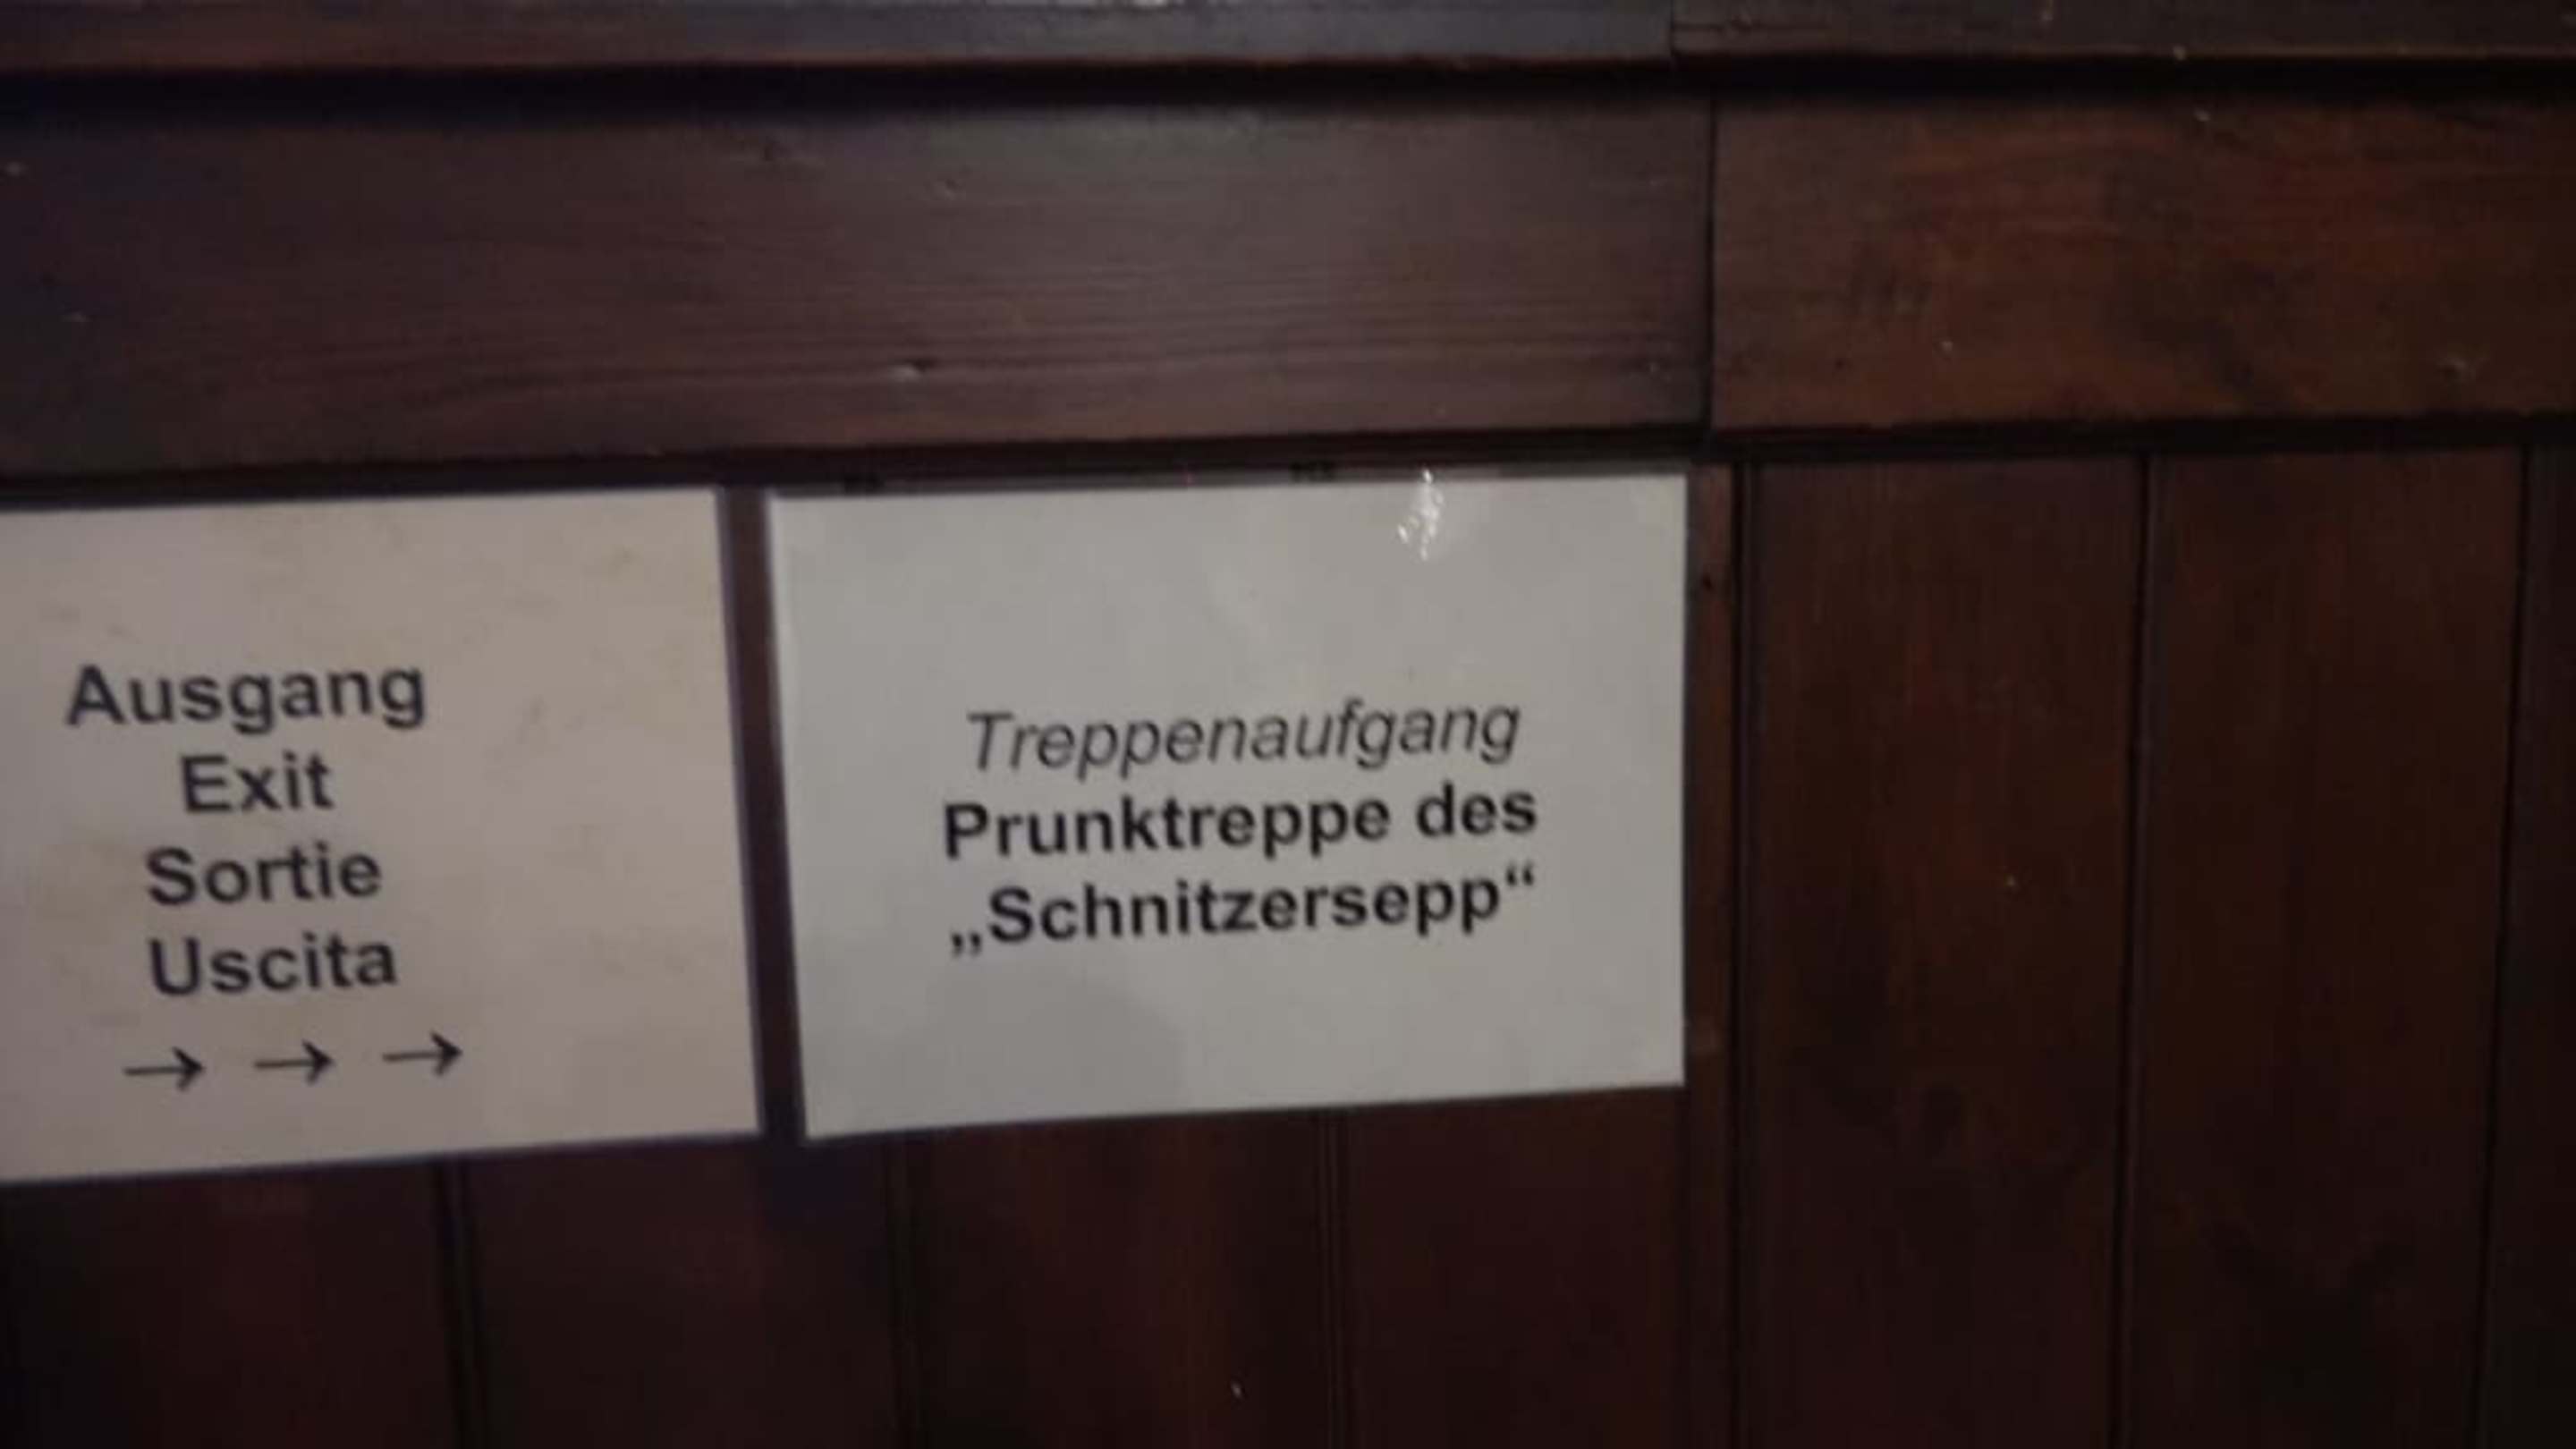 Ausgang
Exit
Sortie
Uscita
→ → →
Treppenaufgang
Prunktreppe des
„Schnitzersepp“